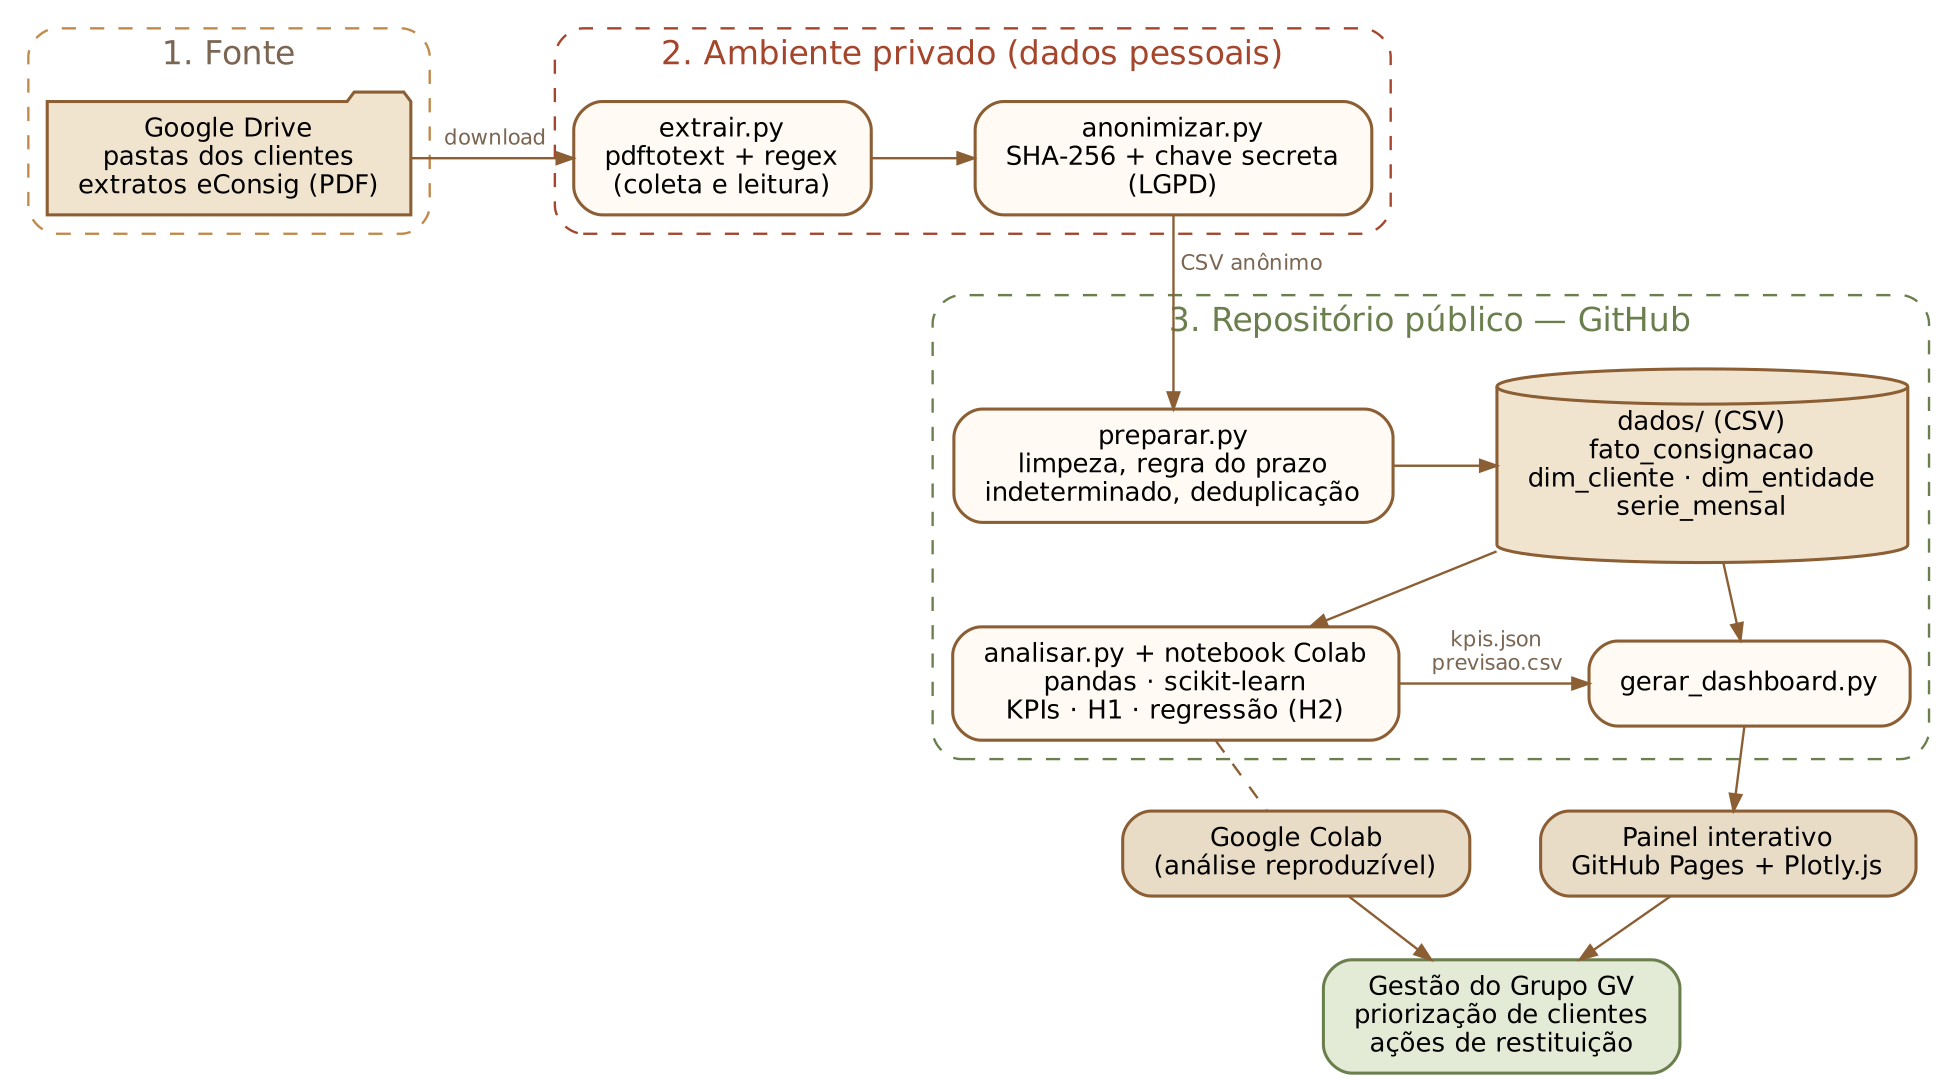 1. Fonte
Google Drive
pastas dos clientes
extratos eConsig (PDF)
download
2. Ambiente privado (dados pessoais)
extrair.py
pdftotext + regex
(coleta e leitura)
anonimizar.py
SHA-256 + chave secreta
(LGPD)
CSV anônimo
3. Repositório público — GitHub
preparar.py
limpeza, regra do prazo
indeterminado, deduplicação
dados/ (CSV)
fato_consignacao
dim_cliente · dim_entidade
serie_mensal
analisar.py + notebook Colab
pandas · scikit-learn
KPIs · H1 · regressão (H2)
kpis.json
previsao.csv
gerar_dashboard.py
Google Colab
(análise reproduzível)
Painel interativo
GitHub Pages + Plotly.js
Gestão do Grupo GV
priorização de clientes
ações de restituição